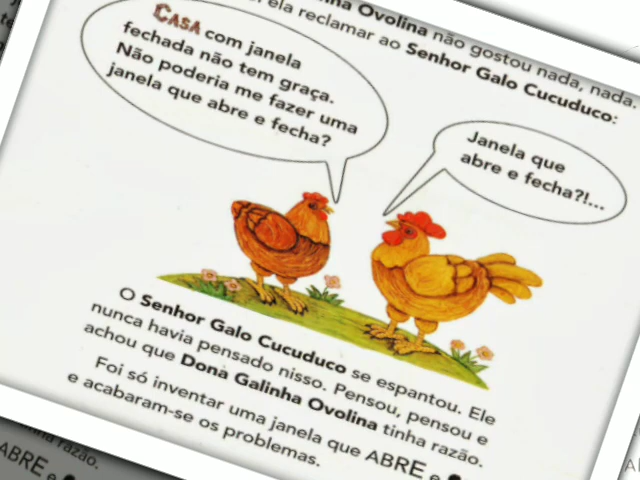 Ovolina não gostou nada, nada.
ela reclamar ao Senhor Galo Cucuduco:
CASA com janela
fechada não tem graça.
Não poderia me fazer uma
janela que abre e fecha?
Janela que
abre e fecha?!...
O Senhor Galo Cucuduco se espantou. Ele
nunca havia pensado nisso. Pensou, pensou e
achou que Dona Galinha Ovolina tinha razão.
Foi só inventar uma janela que ABRE e
e acabaram-se os problemas.
razão.
ABRE e